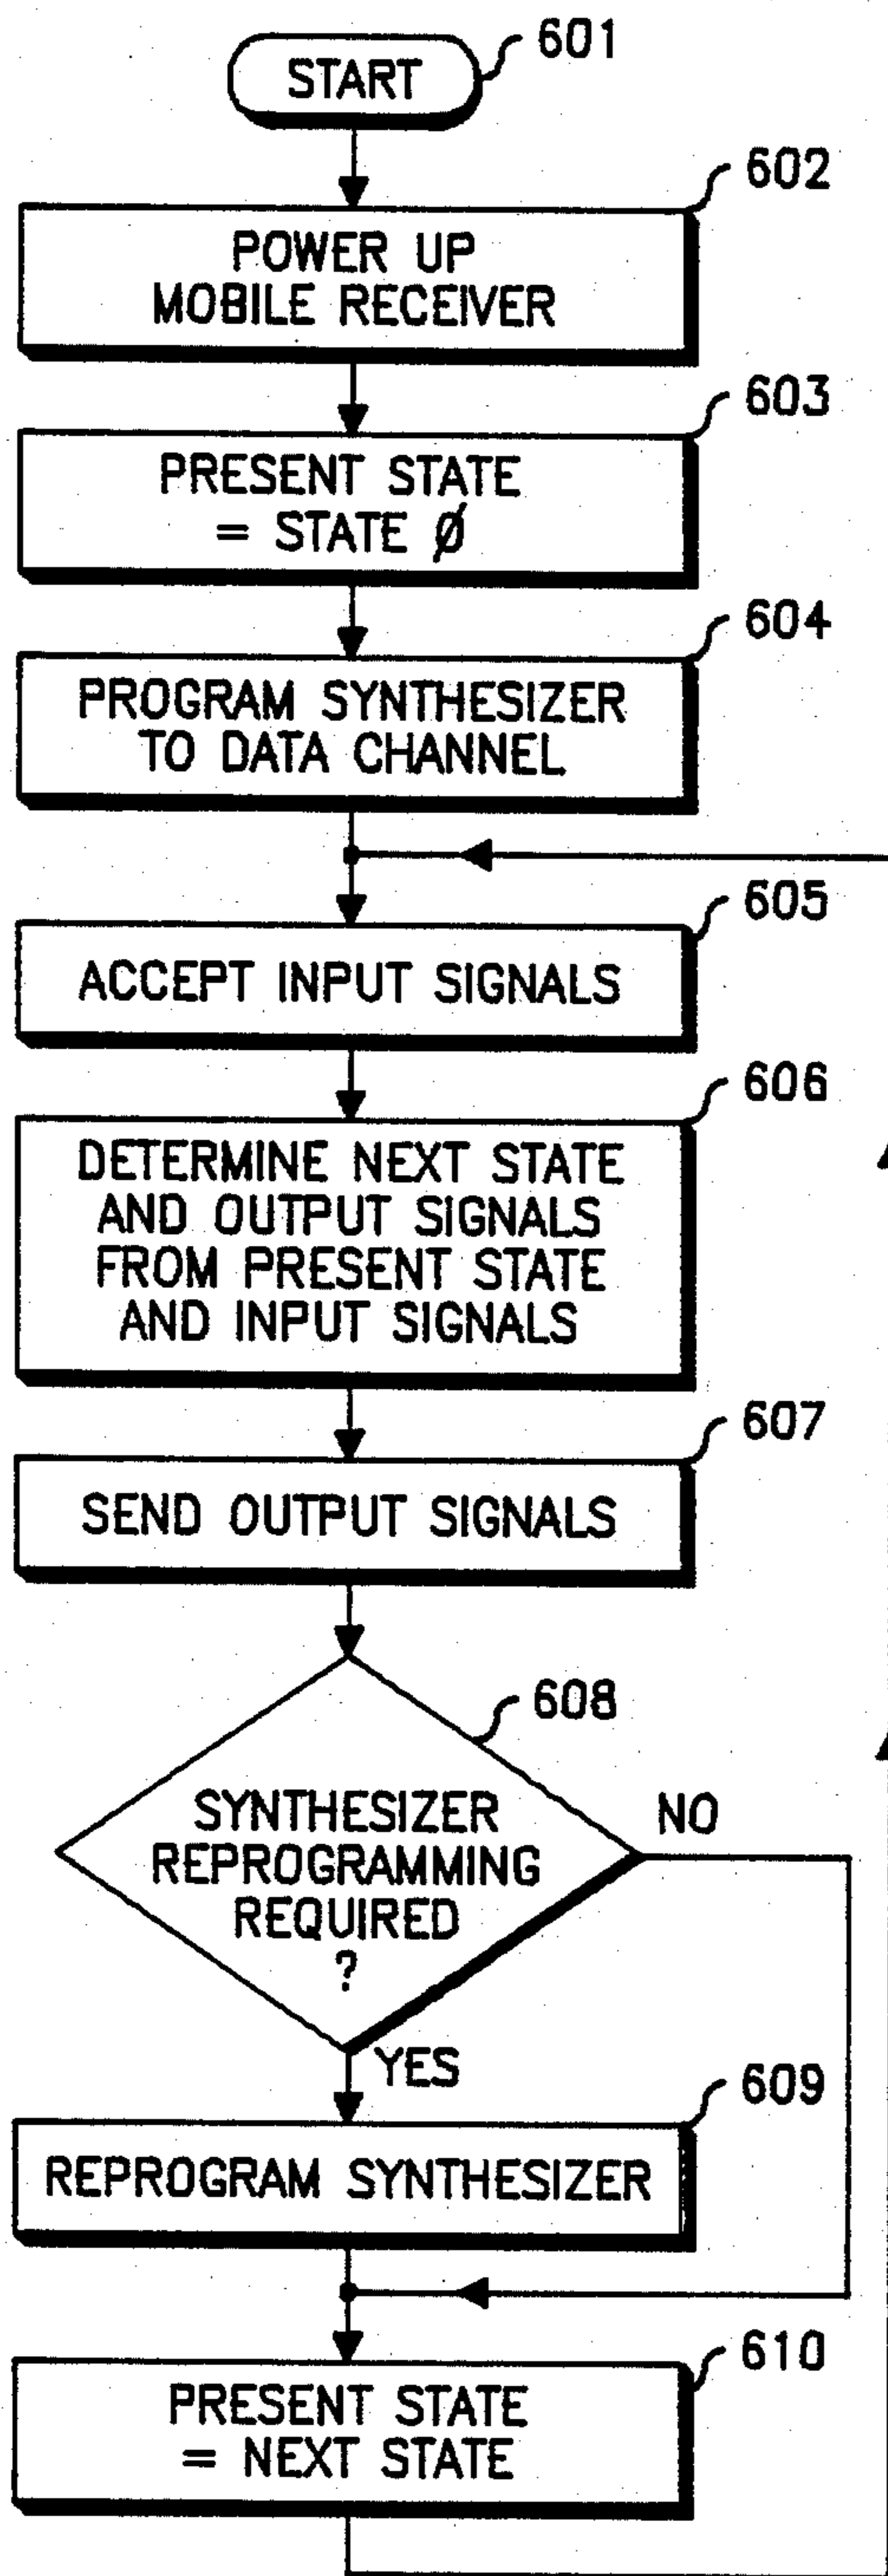 START
601
602
POWER UP
MOBILE RECEIVER
603
PRESENT STATE
= STATE Ø
604
PROGRAM SYNTHESIZER
TO DATA CHANNEL
605
ACCEPT INPUT SIGNALS
606
DETERMINE NEXT STATE
AND OUTPUT SIGNALS
FROM PRESENT STATE
AND INPUT SIGNALS
607
SEND OUTPUT SIGNALS
608
SYNTHESIZER
REPROGRAMMING
REQUIRED
?
NO
YES
609
REPROGRAM SYNTHESIZER
610
PRESENT STATE
= NEXT STATE